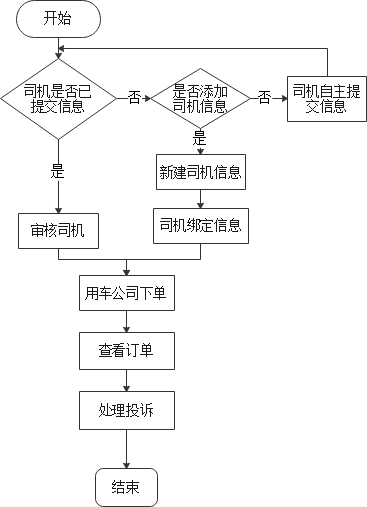 开始
司机是否已
提交信息
否
是否添加
司机信息
否
司机自主提
交信息
是
是
新建司机信息
审核司机
司机绑定信息
用车公司下单
查看订单
处理投诉
结束